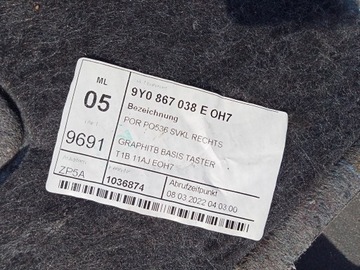 ML
05
9Y0 867 038 E OH7
Bezeichnung
POR PO536 SVKL RECHTS
9691
GRAPHITB BASIS TASTER
T1B 11AJ EOH7
ZP5A
1036874
Abrufzeitpunkt
08.03.2022 04:03:00